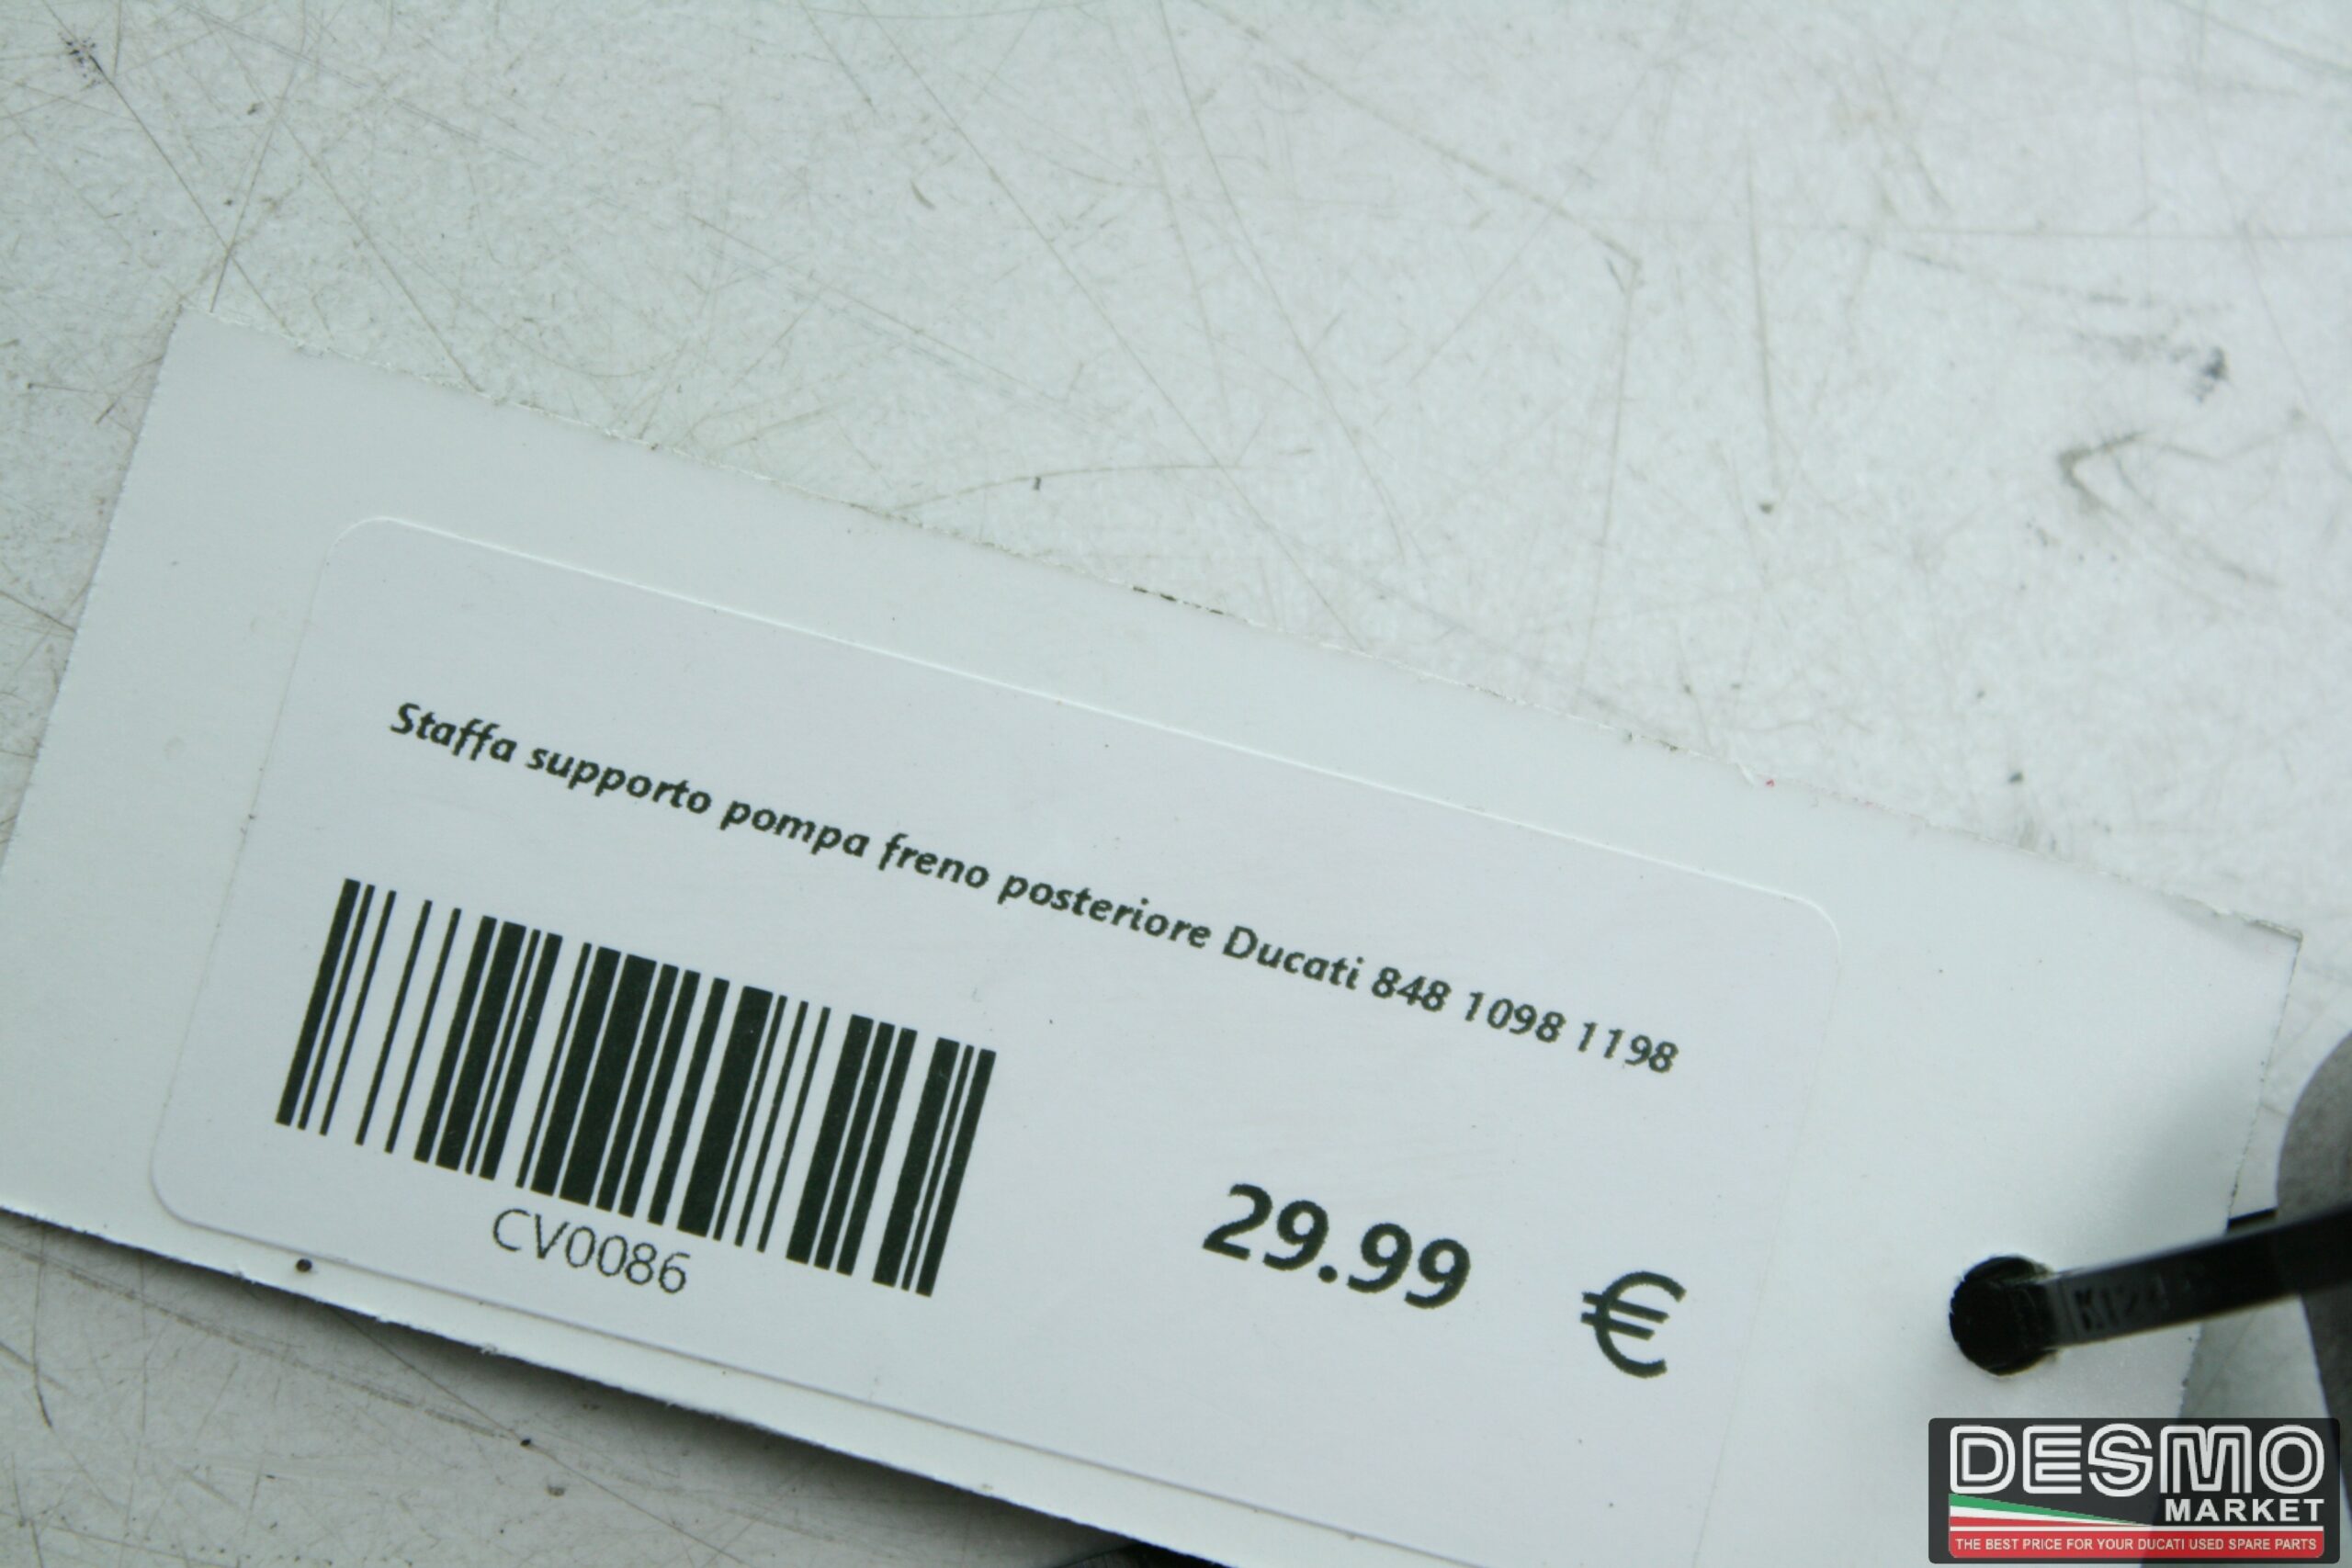 Staffa supporto pompa freno posteriore Ducati 848 1098 1198
CV0086
29.99 €
DESMO
MARKET
THE BEST PRICE FOR YOUR DUCATI USED SPARE PARTS